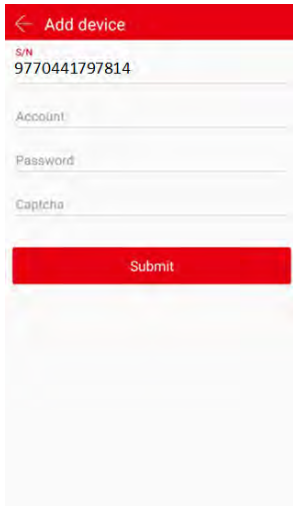 Add device
S/N
9770441797814
Account
Password
Captcha
Submit